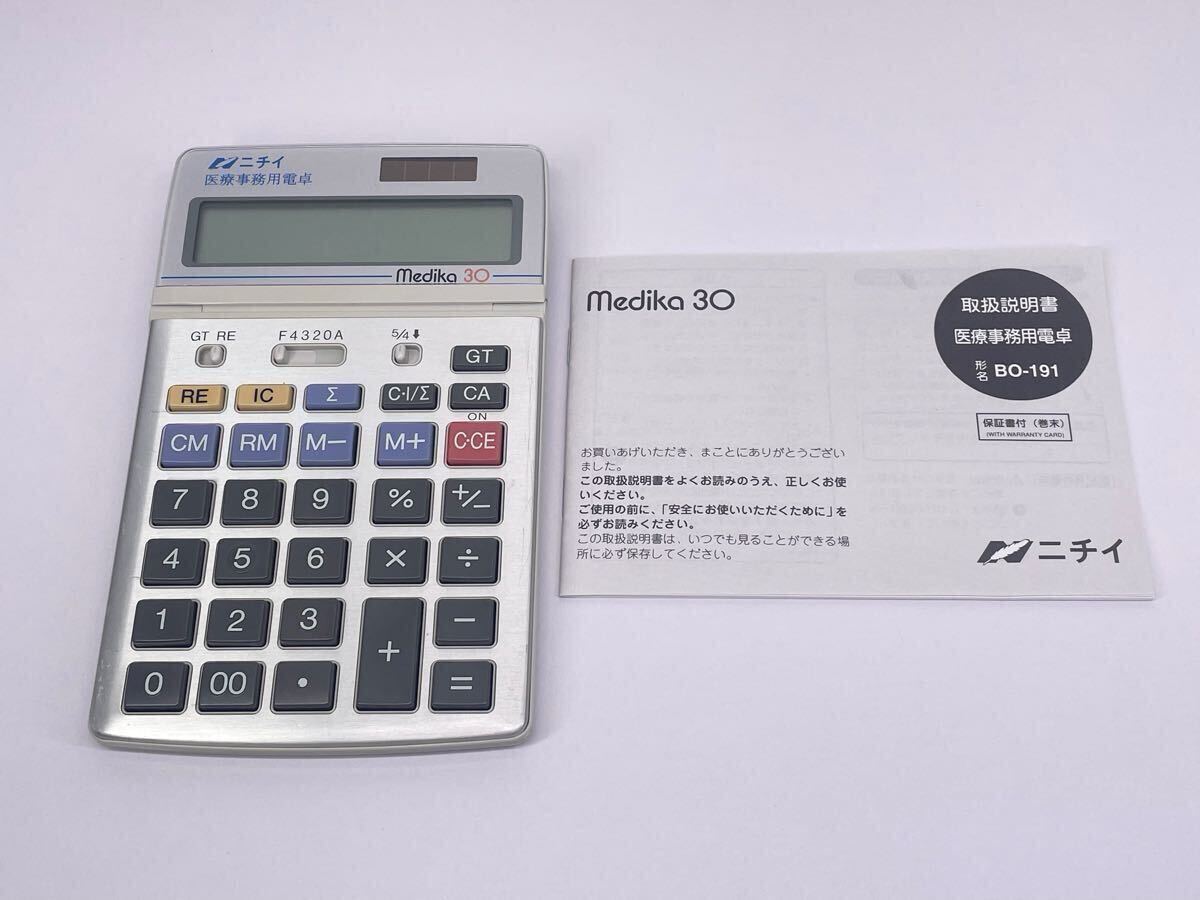 ニチイ
医療事務用電卓
Medika 30
GT RE
F4320A
5/4⬇
GT
RE
IC
Σ
C·I/Σ
CA
ON
CM
RM
M−
M+
C·CE
7
8
9
%
+/−
4
5
6
×
÷
1
2
3
+
−
0
00
•
=
Medika 30
取扱説明書
医療事務用電卓
形名 BO-191
保証書付（巻末）
(WITH WARRANTY CARD)
お買いあげいただき、まことにありがとうござい
ました。
この取扱説明書をよくお読みのうえ、正しくお使
いください。
ご使用の前に、「安全にお使いいただくために」を
必ずお読みください。
この取扱説明書は、いつでも見ることができる場
所に必ず保存してください。
ニチイ